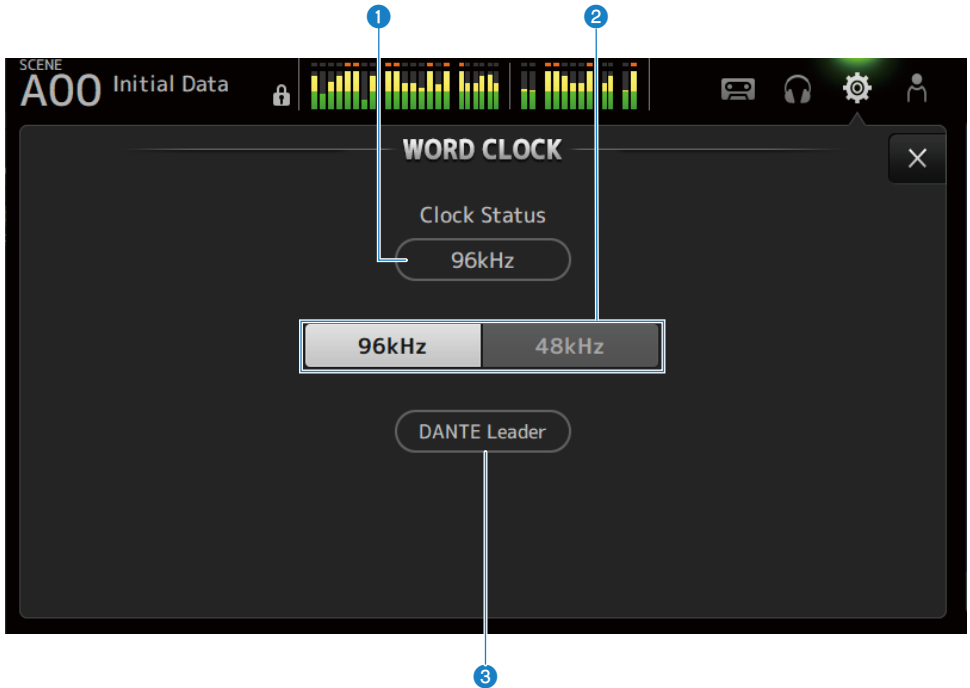 1 2
SCENE
A00 Initial Data
WORD CLOCK
Clock Status
96kHz
96kHz 48kHz
DANTE Leader
3